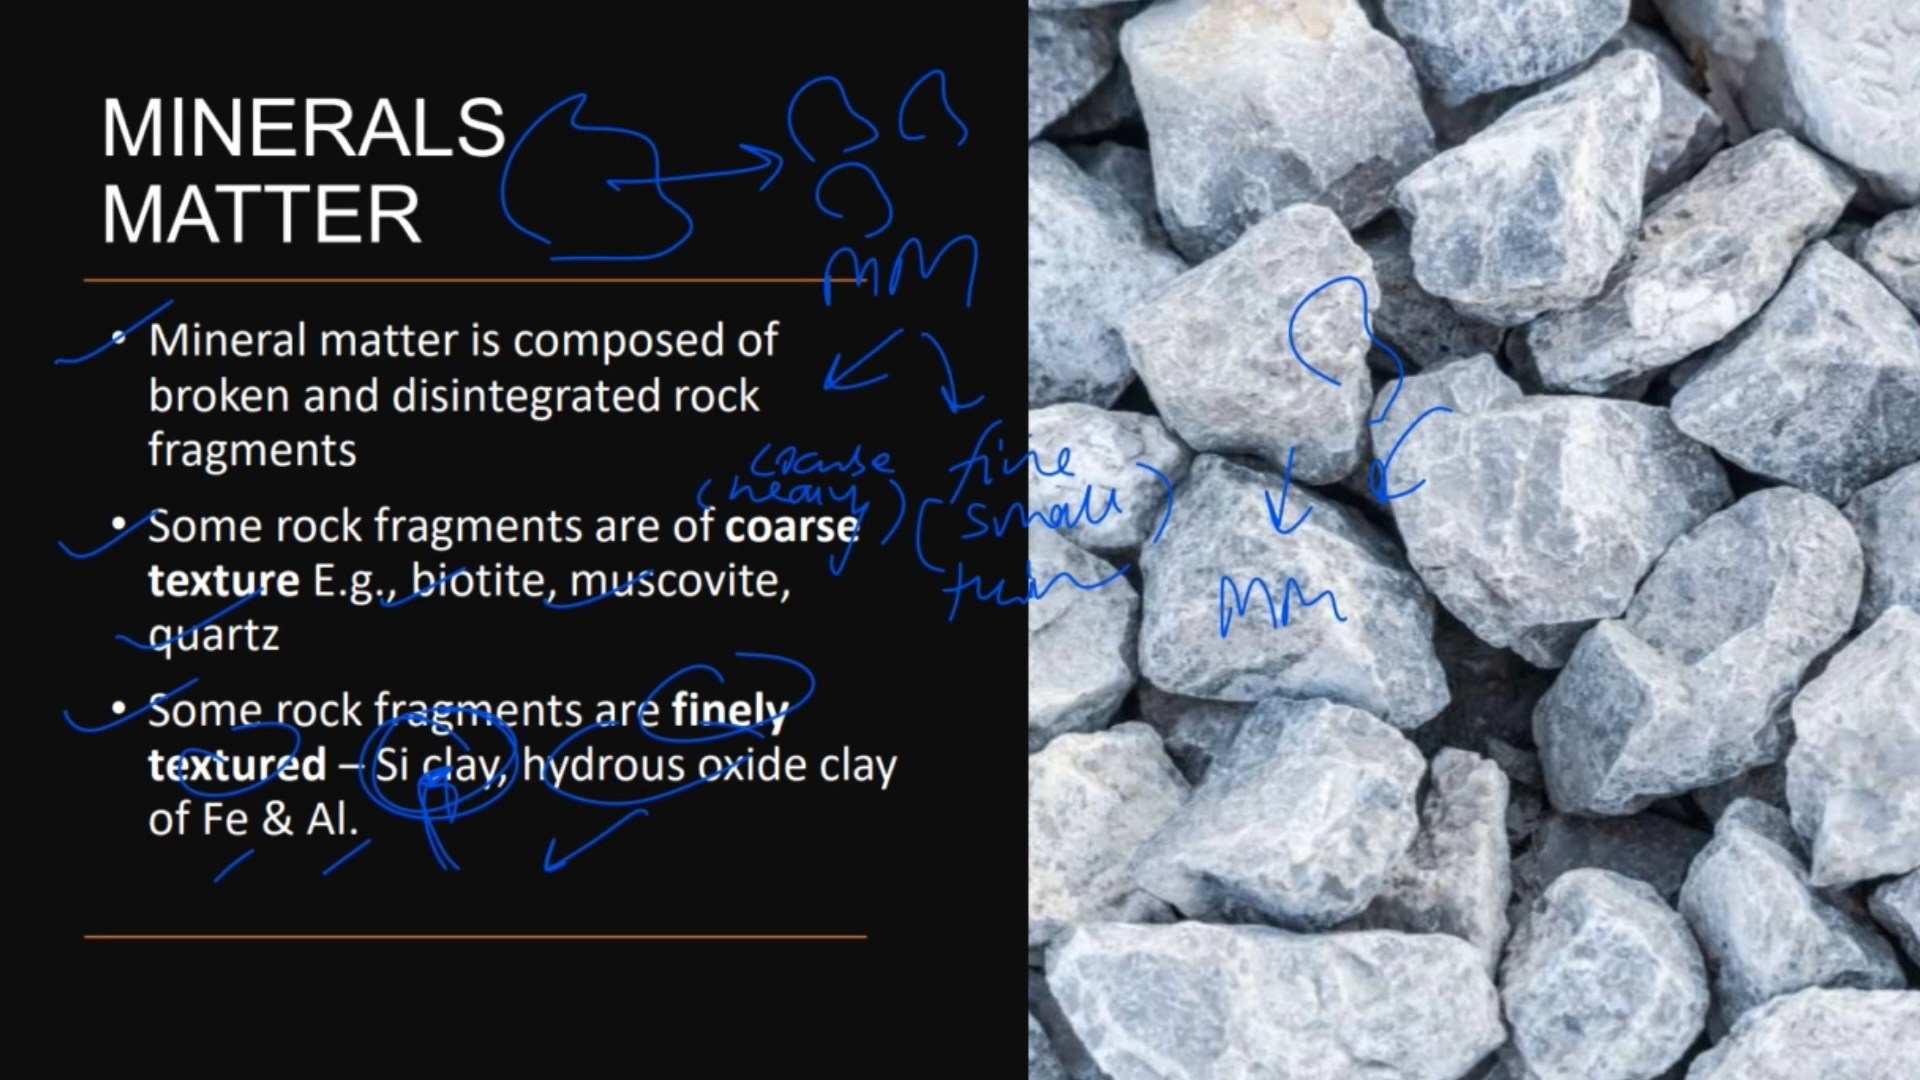 MINERALS
MATTER
MM
• Mineral matter is composed of
broken and disintegrated rock
fragments
coarse fine
(heavy) (small)
• Some rock fragments are of coarse
texture E.g., biotite, muscovite,
quartz
MM
• Some rock fragments are finely
textured – Si clay, hydrous oxide clay
of Fe & Al.